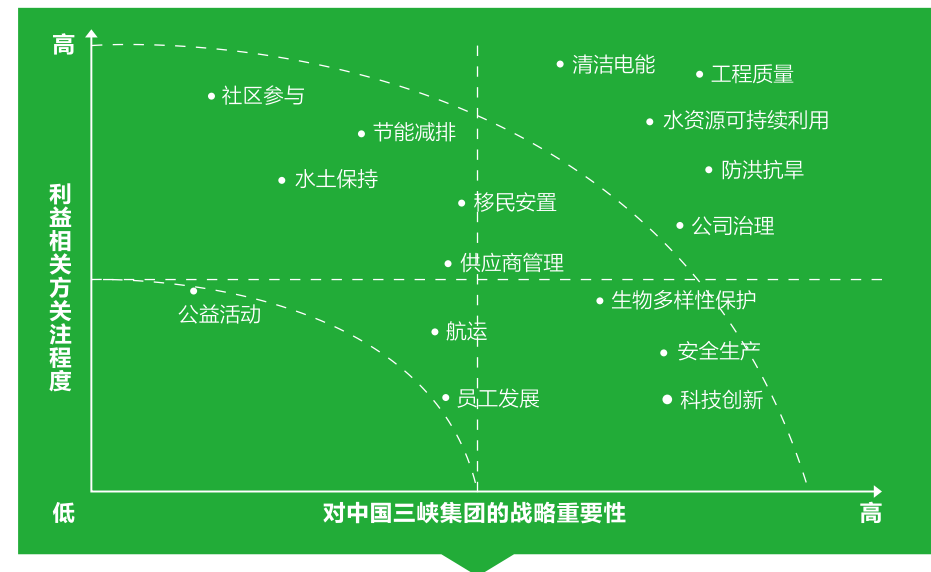 高
清洁电能
工程质量
社区参与
节能减排
水资源可持续利用
水土保持
防洪抗旱
移民安置
公司治理
利益相关方关注程度
供应商管理
生物多样性保护
公益活动
航运
安全生产
员工发展
科技创新
低
对中国三峡集团的战略重要性
高